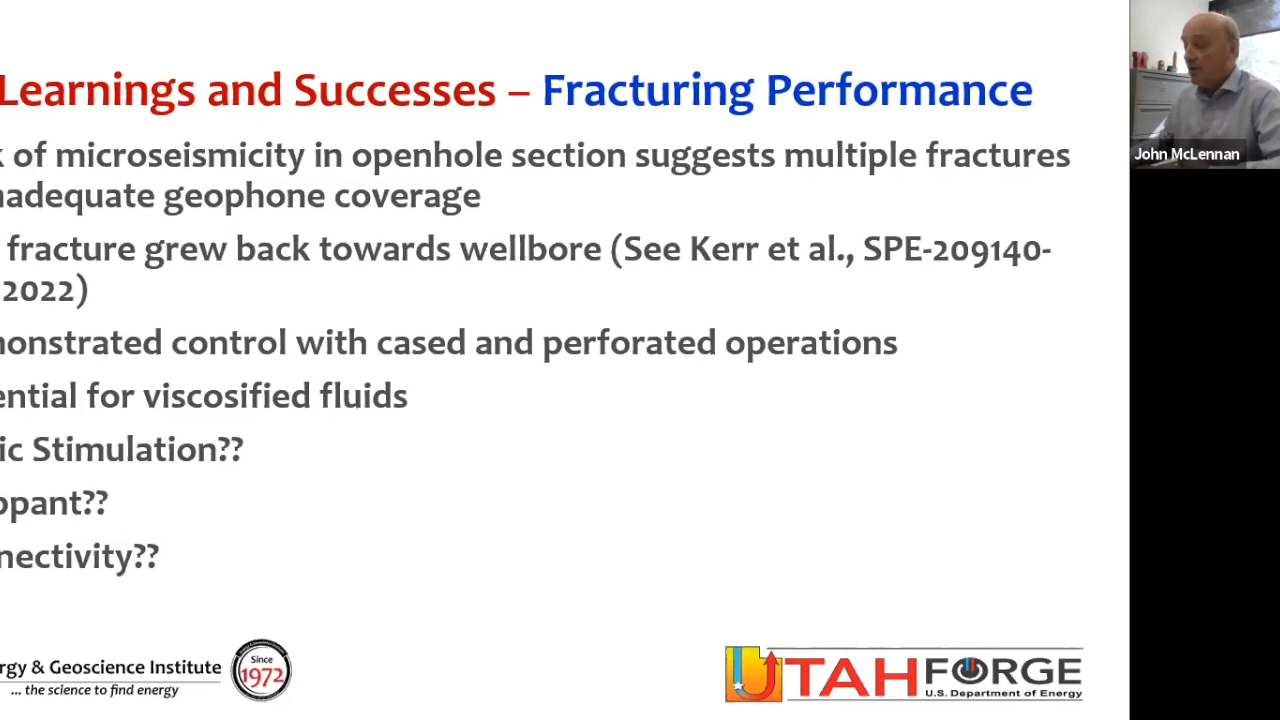 Learnings and Successes – Fracturing Performance
k of microseismicity in openhole section suggests multiple fractures
nadequate geophone coverage
fracture grew back towards wellbore (See Kerr et al., SPE-209140-
2022)
monstrated control with cased and perforated operations
ential for viscosified fluids
ic Stimulation??
ppant??
nectivity??
John McLennan
rgy & Geoscience Institute
... the science to find energy
Since
1972
UTAH FORGE
U.S. Department of Energy